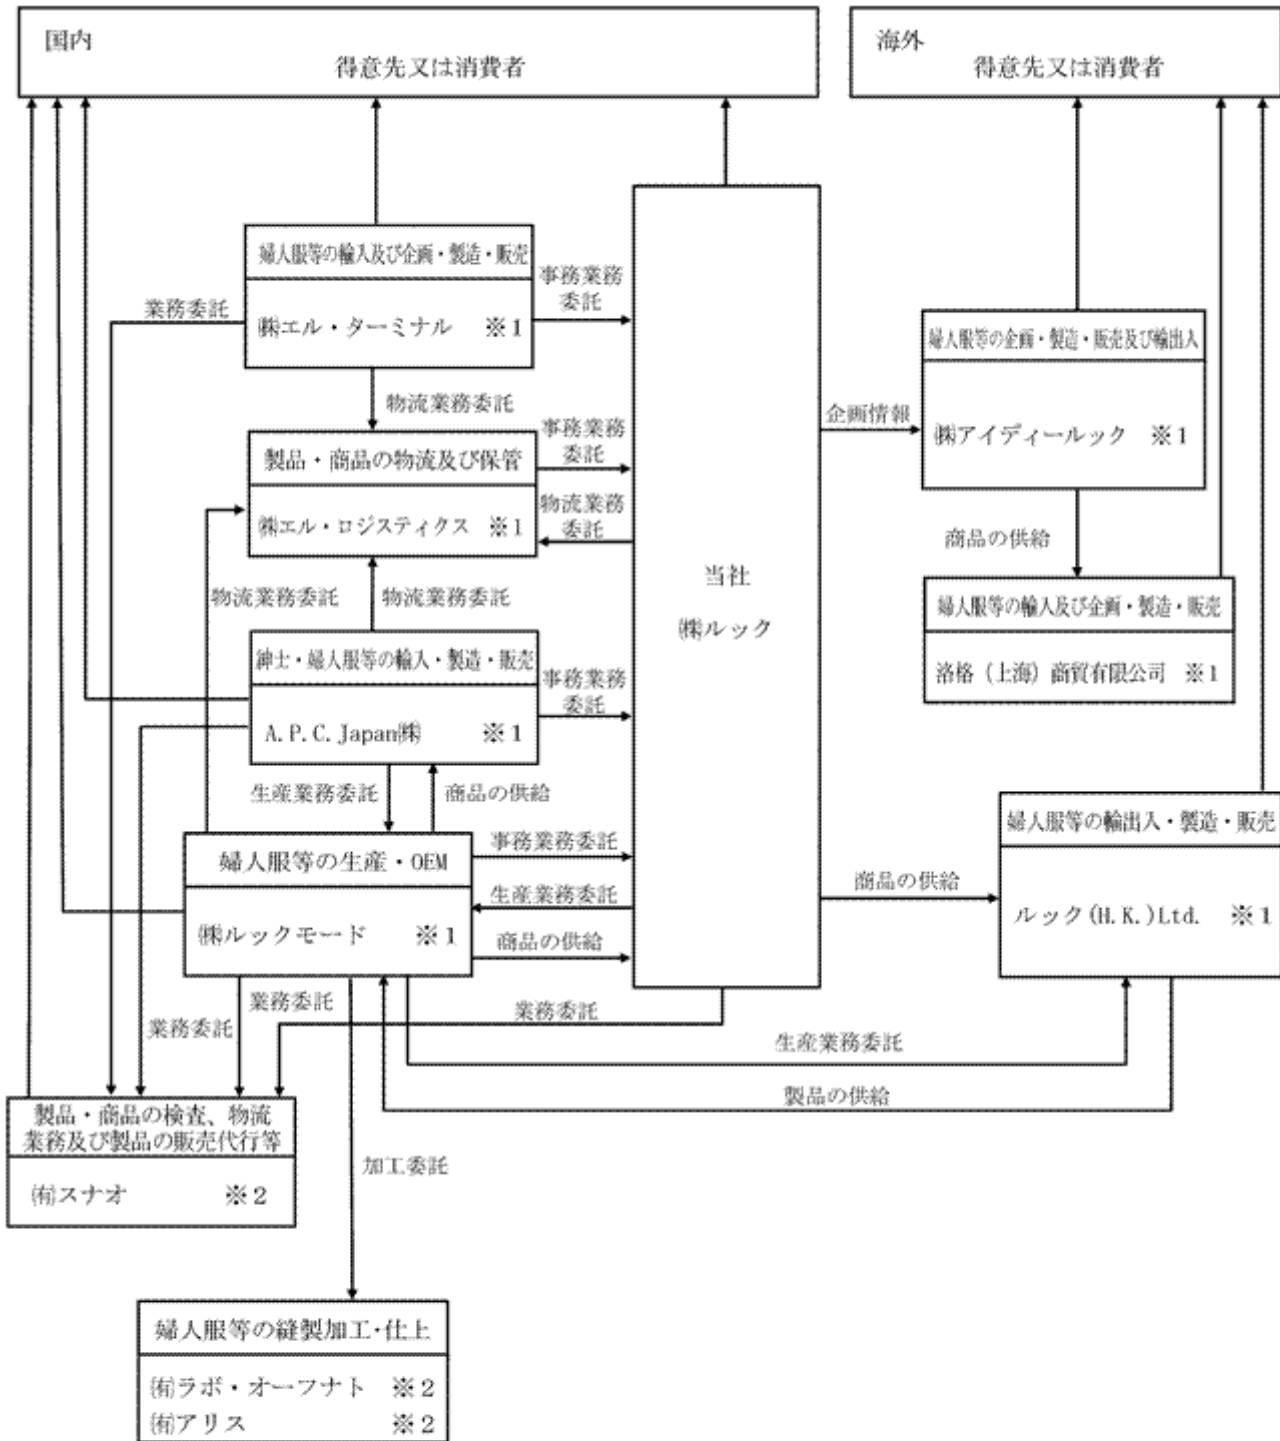 国内
得意先又は消費者
海外
得意先又は消費者
婦人服等の輸入及び企画・製造・販売
㈱エル・ターミナル ※1
業務委託
事務業務
委託
物流業務委託
製品・商品の物流及び保管
㈱エル・ロジスティクス ※1
事務業務
委託
物流業務
委託
物流業務委託
物流業務委託
紳士・婦人服等の輸入・製造・販売
A.P.C.Japan㈱ ※1
事務業務
委託
生産業務委託
商品の供給
婦人服等の生産・OEM
㈱ルックモード ※1
事務業務委託
生産業務委託
商品の供給
当社
㈱ルック
企画情報
婦人服等の企画・製造・販売及び輸出入
㈱アイディールック ※1
商品の供給
婦人服等の輸入及び企画・製造・販売
洛格（上海）商貿有限公司 ※1
商品の供給
婦人服等の輸出入・製造・販売
ルック(H.K.)Ltd. ※1
業務委託
業務委託
業務委託
生産業務委託
製品の供給
製品・商品の検査、物流
業務及び製品の販売代行等
㈲スナオ ※2
加工委託
婦人服等の縫製加工・仕上
㈲ラボ・オーフナト ※2
㈲アリス ※2